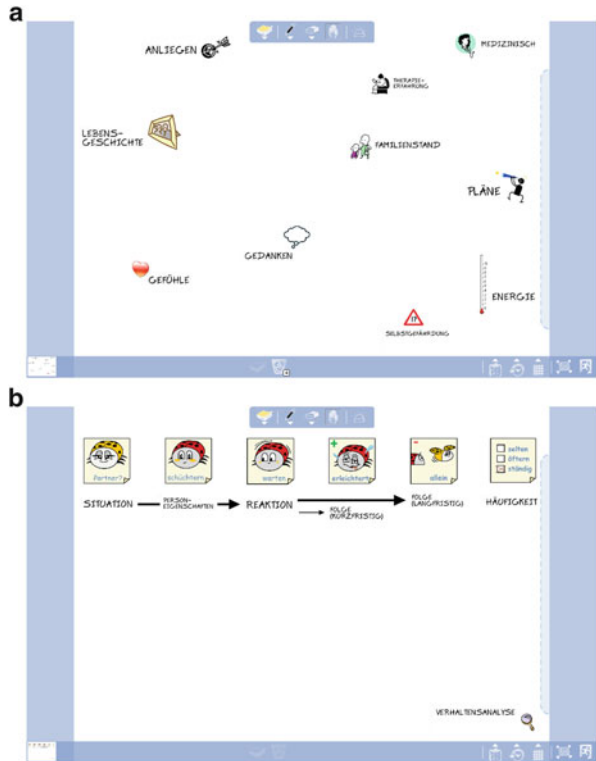 a
ANLIEGEN
MEDIZINISCH
THERAPIE-
ERFAHRUNG
LEBENS-
GESCHICHTE
FAMILIENSTAND
PLÄNE
GEDANKEN
GEFÜHLE
ENERGIE
!?
SELBSTGEFÄHRDUNG
b
Partner?
schüchtern
warten
+
erleichtert
-
allein
selten
öftern
ständig
SITUATION
PERSON-
EIGENSCHAFTEN
REAKTION
FOLGE
(KURZFRISTIG)
FOLGE
(LANGFRISTIG)
HÄUFIGKEIT
VERHALTENSANALYSE